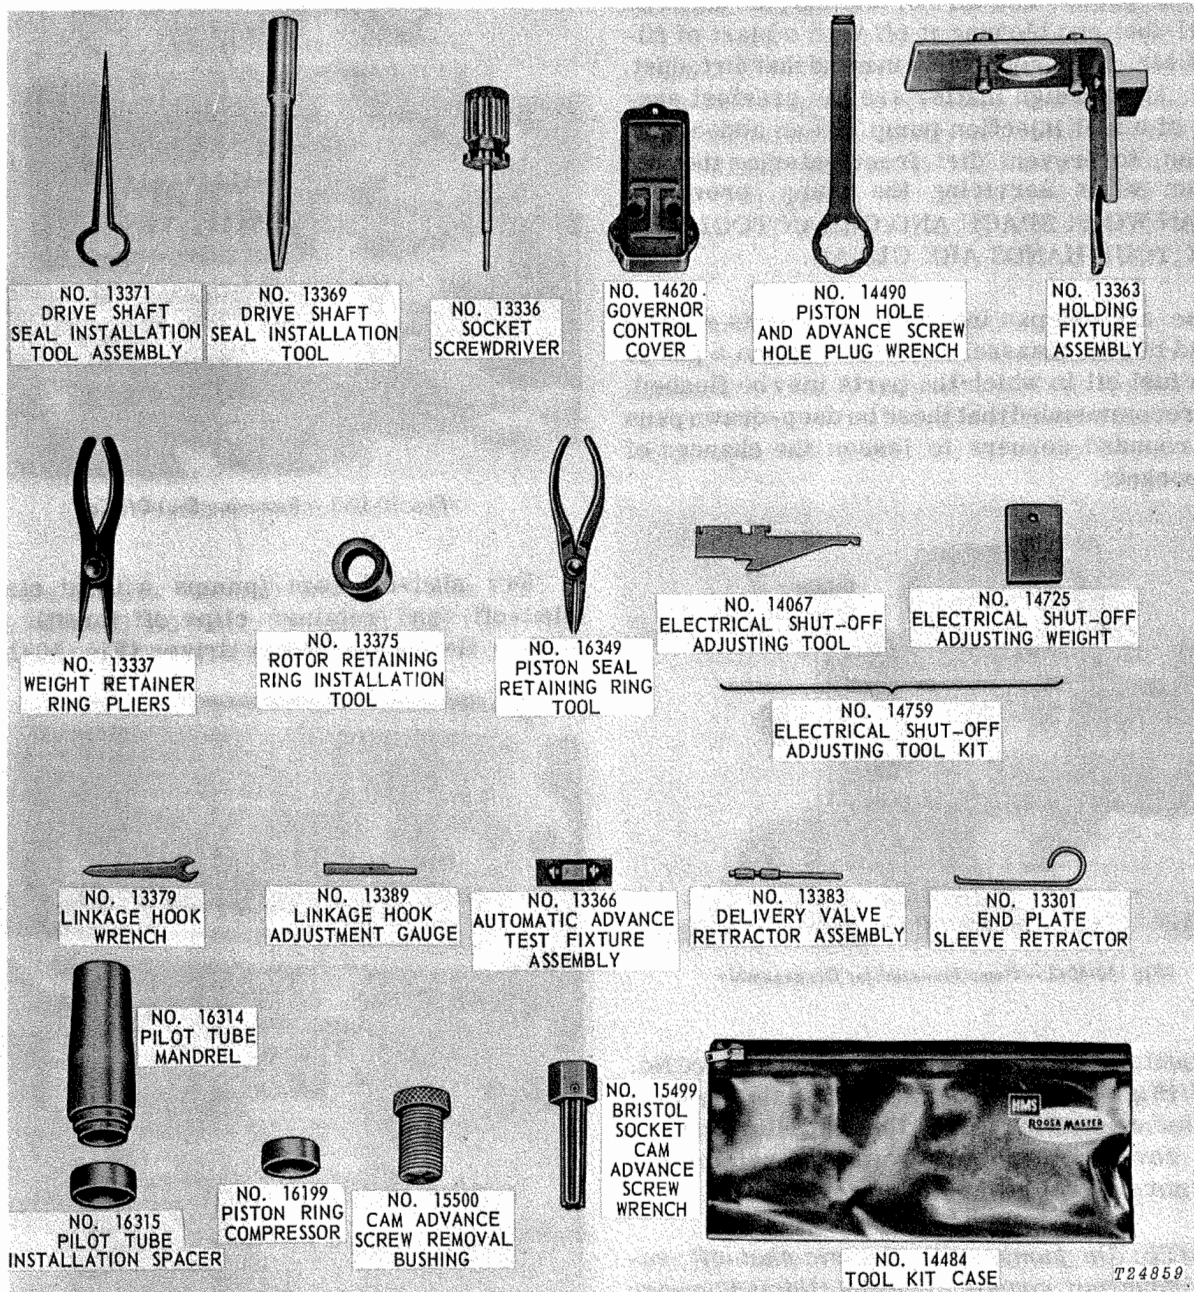 NO. 13371
DRIVE SHAFT
SEAL INSTALLATION
TOOL ASSEMBLY
NO. 13369
DRIVE SHAFT
SEAL INSTALLATION
TOOL
NO. 13336
SOCKET
SCREWDRIVER
NO. 14620
GOVERNOR
CONTROL
COVER
NO. 14490
PISTON HOLE
AND ADVANCE SCREW
HOLE PLUG WRENCH
NO. 13363
HOLDING
FIXTURE
ASSEMBLY
NO. 13337
WEIGHT RETAINER
RING PLIERS
NO. 13375
ROTOR RETAINING
RING INSTALLATION
TOOL
NO. 16349
PISTON SEAL
RETAINING RING
TOOL
NO. 14067
ELECTRICAL SHUT-OFF
ADJUSTING TOOL
NO. 14725
ELECTRICAL SHUT-OFF
ADJUSTING WEIGHT
NO. 14759
ELECTRICAL SHUT-OFF
ADJUSTING TOOL KIT
NO. 13379
LINKAGE HOOK
WRENCH
NO. 13389
LINKAGE HOOK
ADJUSTMENT GAUGE
NO. 13366
AUTOMATIC ADVANCE
TEST FIXTURE
ASSEMBLY
NO. 13383
DELIVERY VALVE
RETRACTOR ASSEMBLY
NO. 13301
END PLATE
SLEEVE RETRACTOR
NO. 16314
PILOT TUBE
MANDREL
NO. 16315
PILOT TUBE
INSTALLATION SPACER
NO. 16199
PISTON RING
COMPRESSOR
NO. 15500
CAM ADVANCE
SCREW REMOVAL
BUSHING
NO. 15499
BRISTOL
SOCKET
CAM
ADVANCE
SCREW
WRENCH
HMS
ROOSA MASTER
NO. 14484
TOOL KIT CASE
T24859